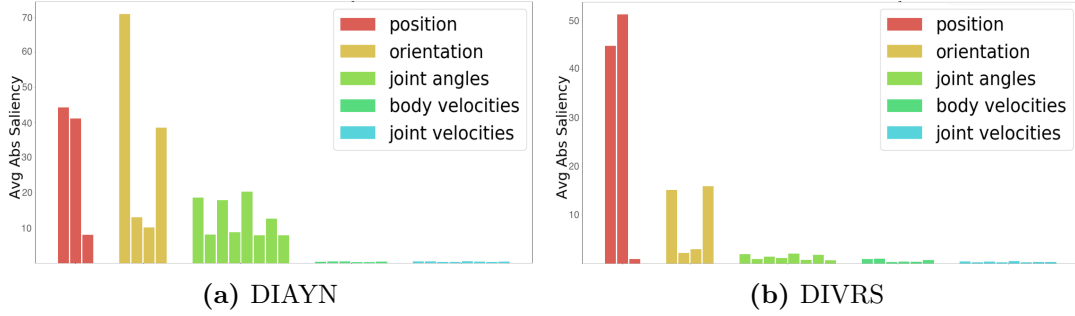 70
60
50
40
30
20
10
Avg Abs Saliency
position
orientation
joint angles
body velocities
joint velocities
(a) DIAYN
50
40
30
20
10
Avg Abs Saliency
position
orientation
joint angles
body velocities
joint velocities
(b) DIVRS